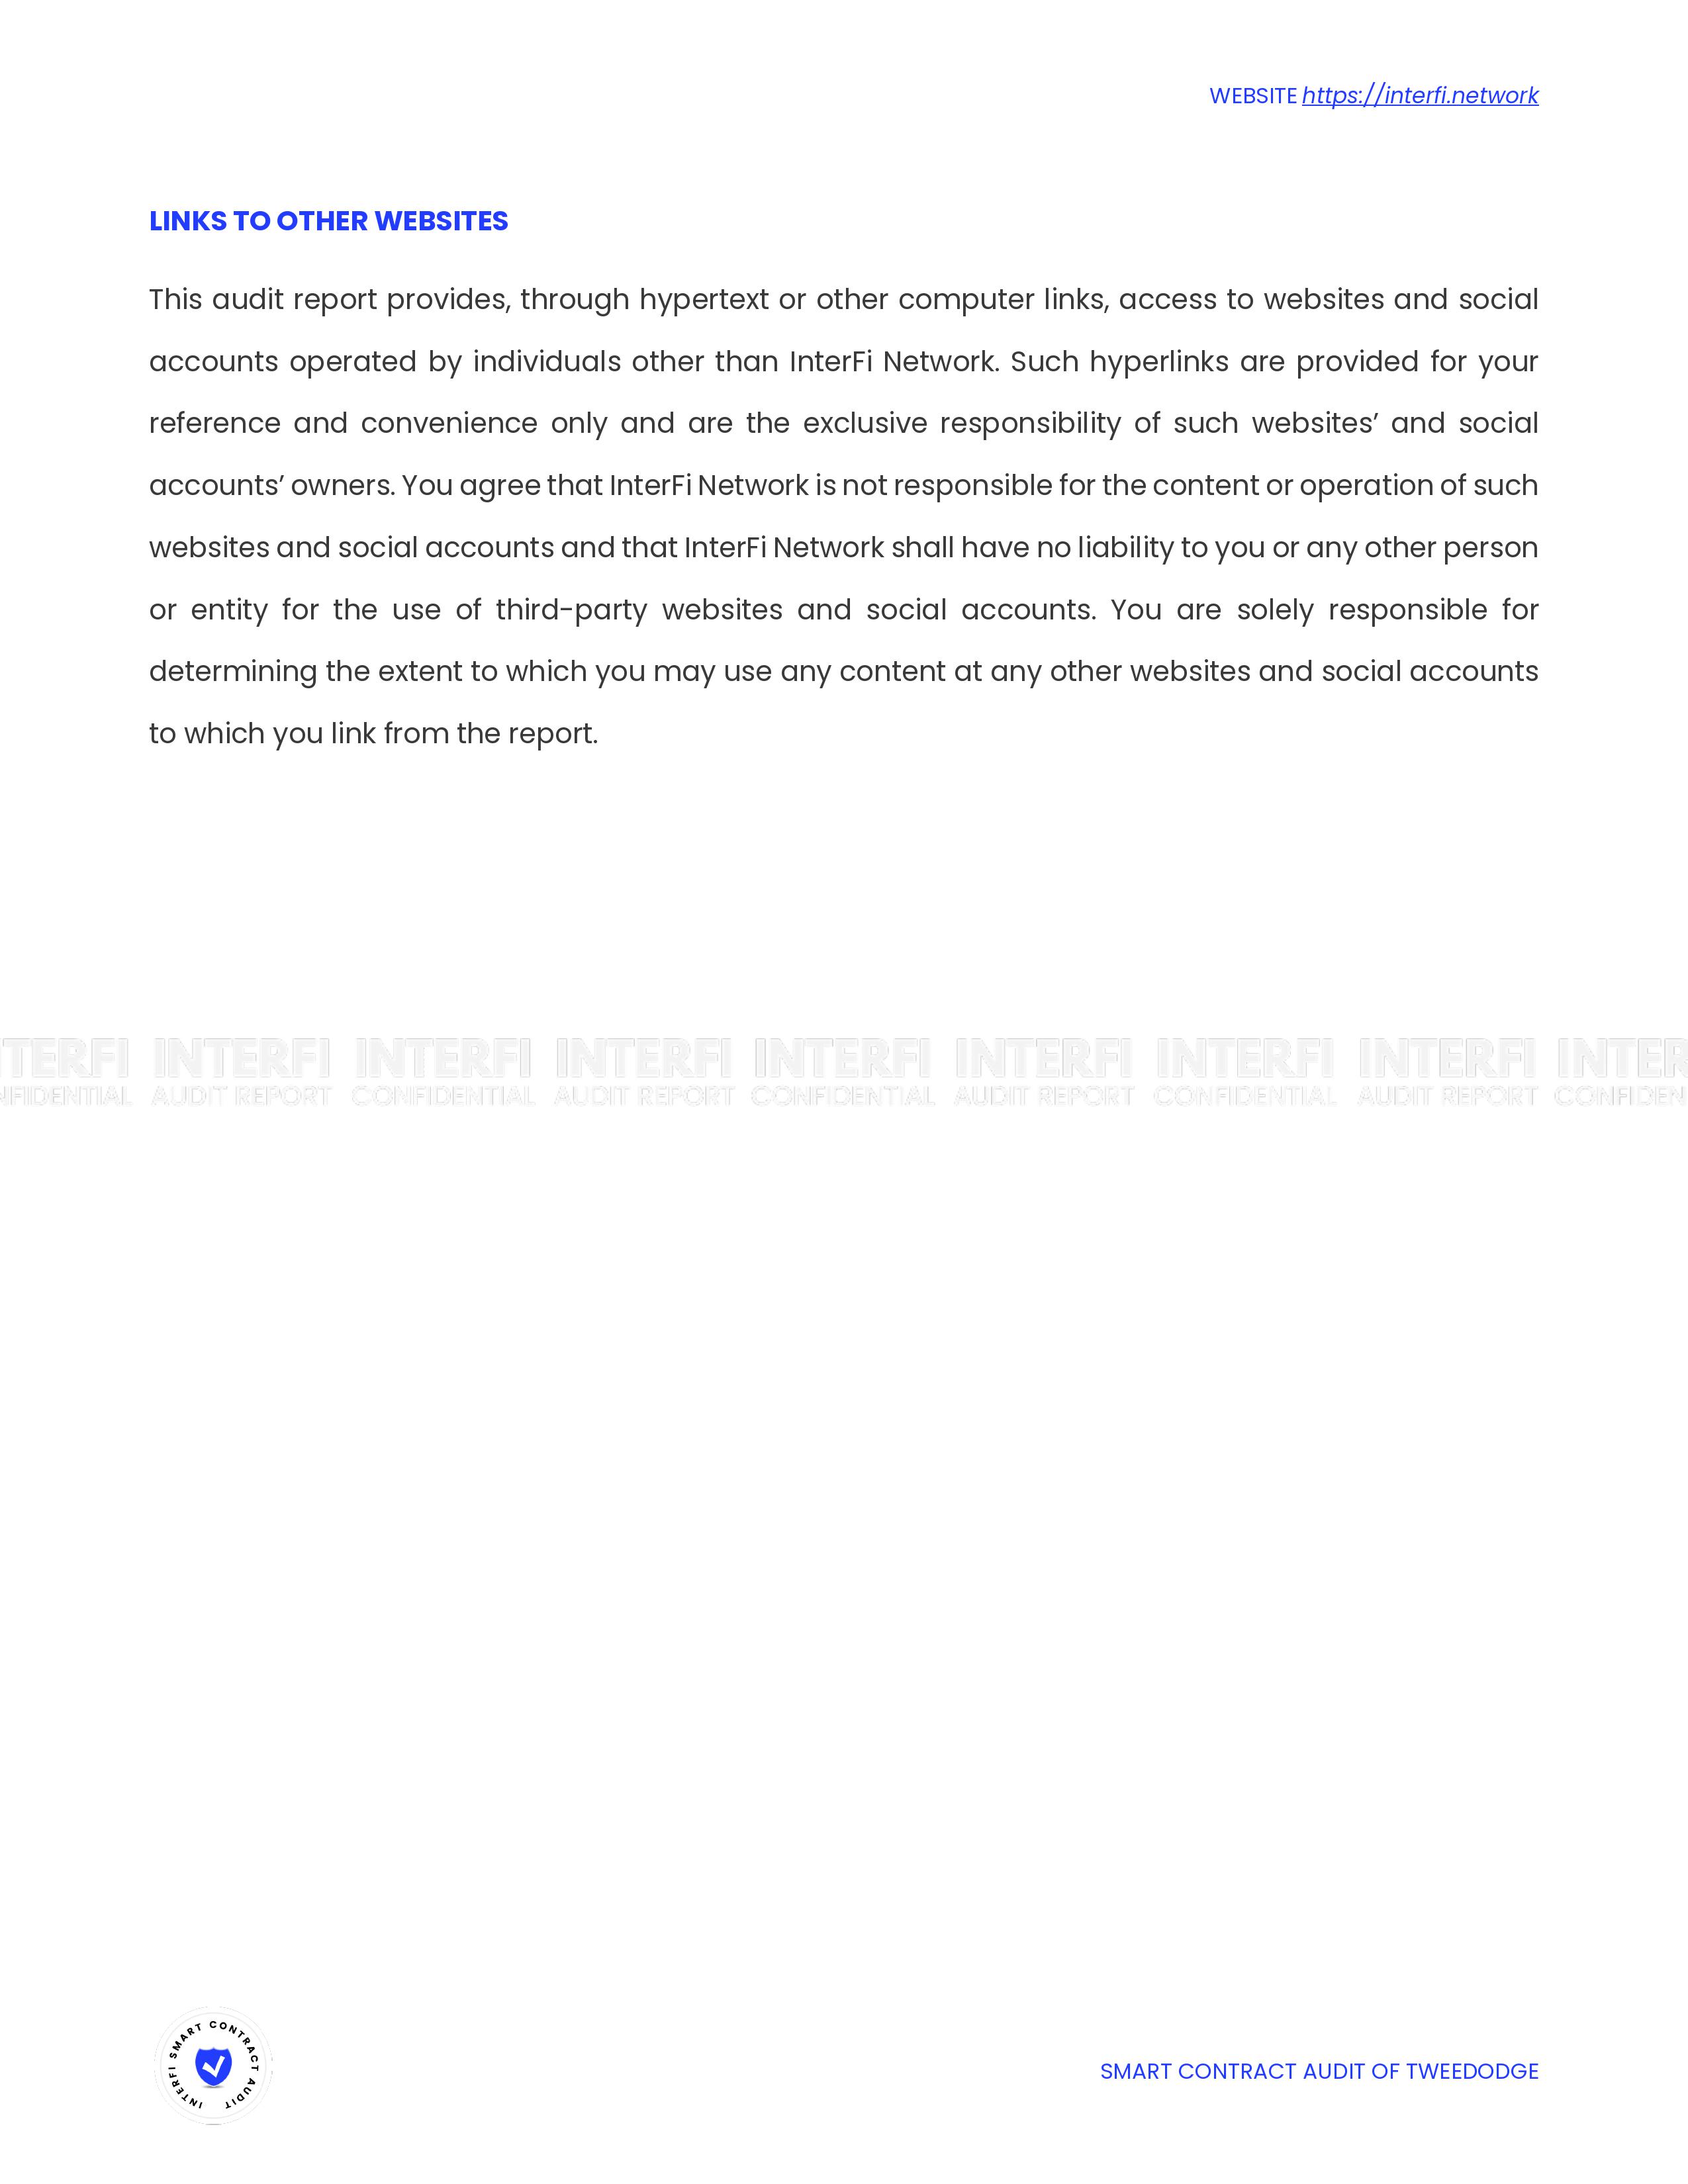 WEBSITE https://interfi.network
LINKS TO OTHER WEBSITES
This audit report provides, through hypertext or other computer links, access to websites and social
accounts operated by individuals other than InterFi Network. Such hyperlinks are provided for your
reference and convenience only and are the exclusive responsibility of such websites’ and social
accounts’ owners. You agree that InterFi Network is not responsible for the content or operation of such
websites and social accounts and that InterFi Network shall have no liability to you or any other person
or entity for the use of third-party websites and social accounts. You are solely responsible for
determining the extent to which you may use any content at any other websites and social accounts
to which you link from the report.
TERFI INTERFI INTERFI INTERFI INTERFI INTERFI INTERFI INTERFI INTER
NFIDENTIAL AUDIT REPORT CONFIDENTIAL AUDIT REPORT CONFIDENTIAL AUDIT REPORT CONFIDENTIAL AUDIT REPORT CONFIDEN
INTERFI SMART CONTRACT AUDIT
SMART CONTRACT AUDIT OF TWEEDODGE